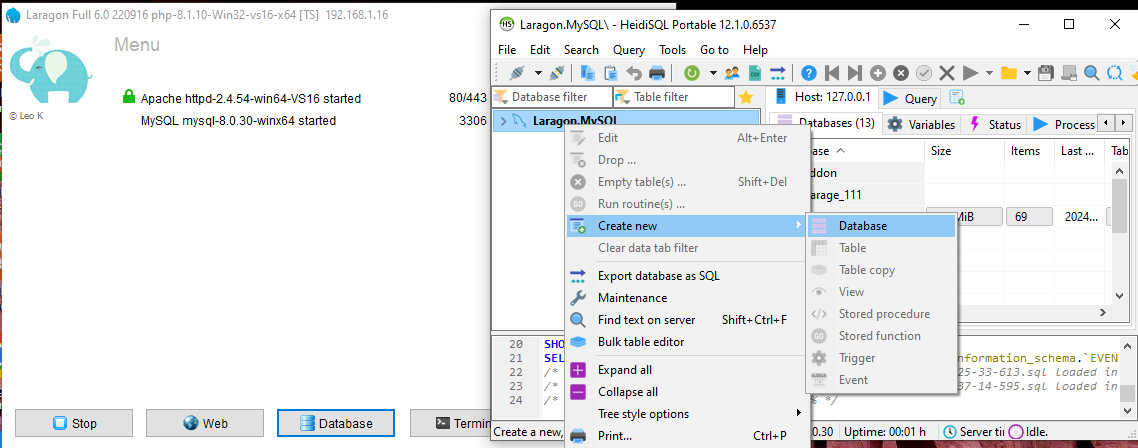 Laragon Full 6.0 220916 php-8.1.10-Win32-vs16-x64 [TS] 192.168.1.16
Menu
© Leo K
Apache httpd-2.4.54-win64-VS16 started 80/443
MySQL mysql-8.0.30-winx64 started 3306
Stop
Web
Database
Termin
Laragon.MySQL\ - HeidiSQL Portable 12.1.0.6537
File Edit Search Query Tools Go to Help
Database filter
Table filter
Host: 127.0.0.1
Query
Laragon.MySQL
Databases (13)
Variables
Status
Process
base
Size
Items
Last ...
Tab
ddon
arage_111
MiB
69
2024...
Edit Alt+Enter
Drop ...
Empty table(s) ... Shift+Del
Run routine(s) ...
Create new
Clear data tab filter
Export database as SQL
Maintenance
Find text on server Shift+Ctrl+F
Bulk table editor
Expand all
Collapse all
Tree style options
Print... Ctrl+P
Database
Table
Table copy
View
Stored procedure
Stored function
Trigger
Event
20 SHO
21 SEL
22 /*
23 /*
24 /*
nformation_schema.`EVEN
25-33-613.sql loaded in
37-14-595.sql loaded in
% */
Create a new,
0.30
Uptime: 00:01 h
Server tin
Idle.